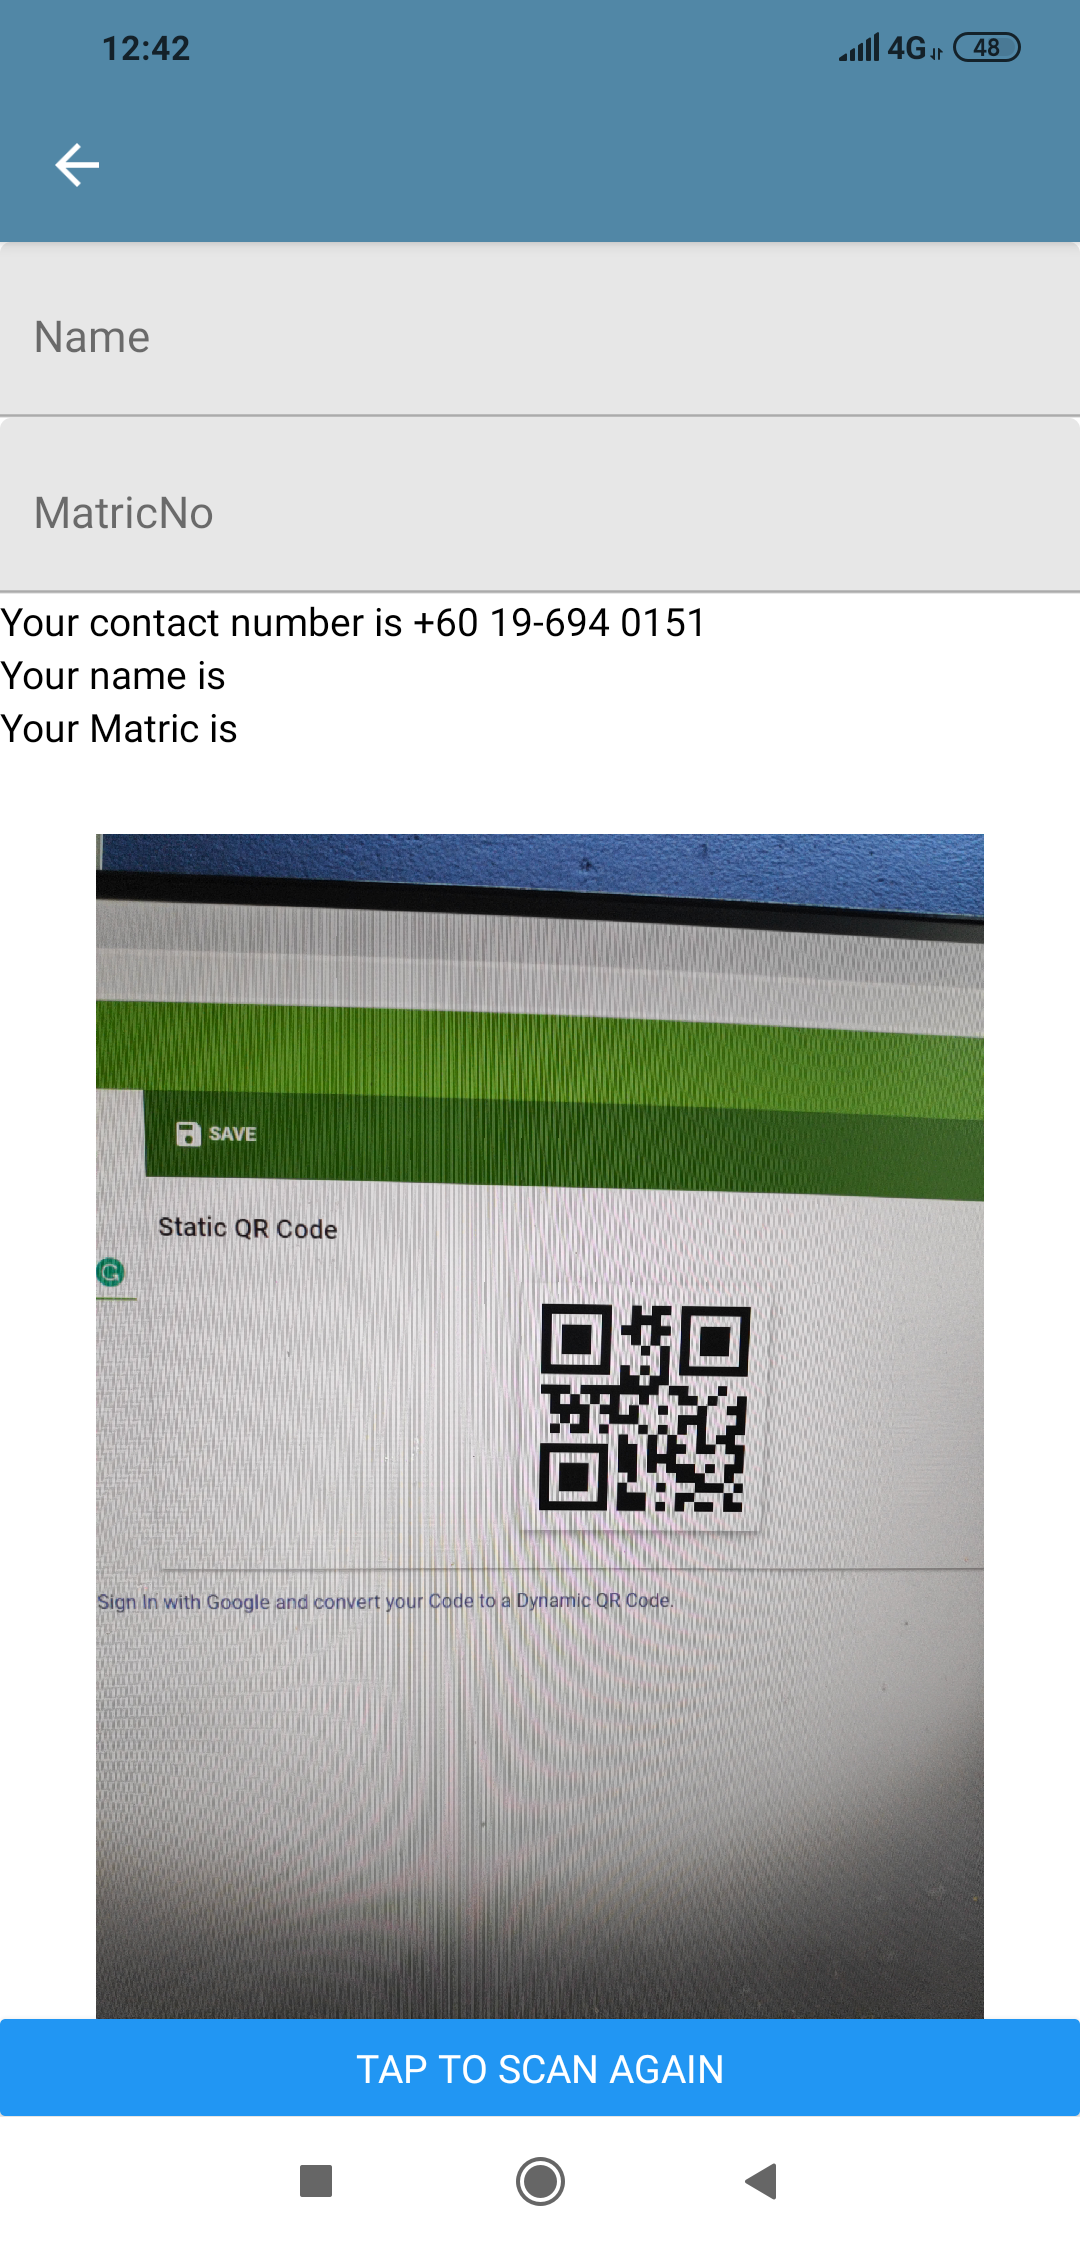 12:42
4G 48
Name
MatricNo
Your contact number is +60 19-694 0151
Your name is
Your Matric is
SAVE
Static QR Code
Sign In with Google and convert your Code to a Dynamic QR Code.
TAP TO SCAN AGAIN